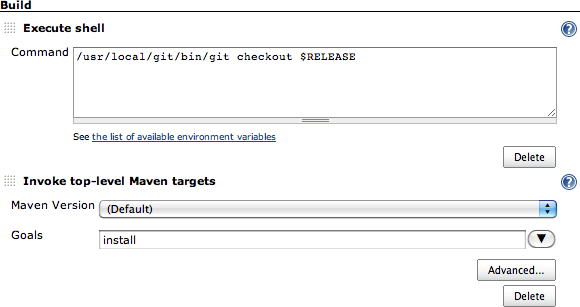 Build
Execute shell
Command
/usr/local/git/bin/git checkout $RELEASE
See the list of available environment variables
Delete
Invoke top-level Maven targets
Maven Version (Default)
Goals install
Advanced...
Delete